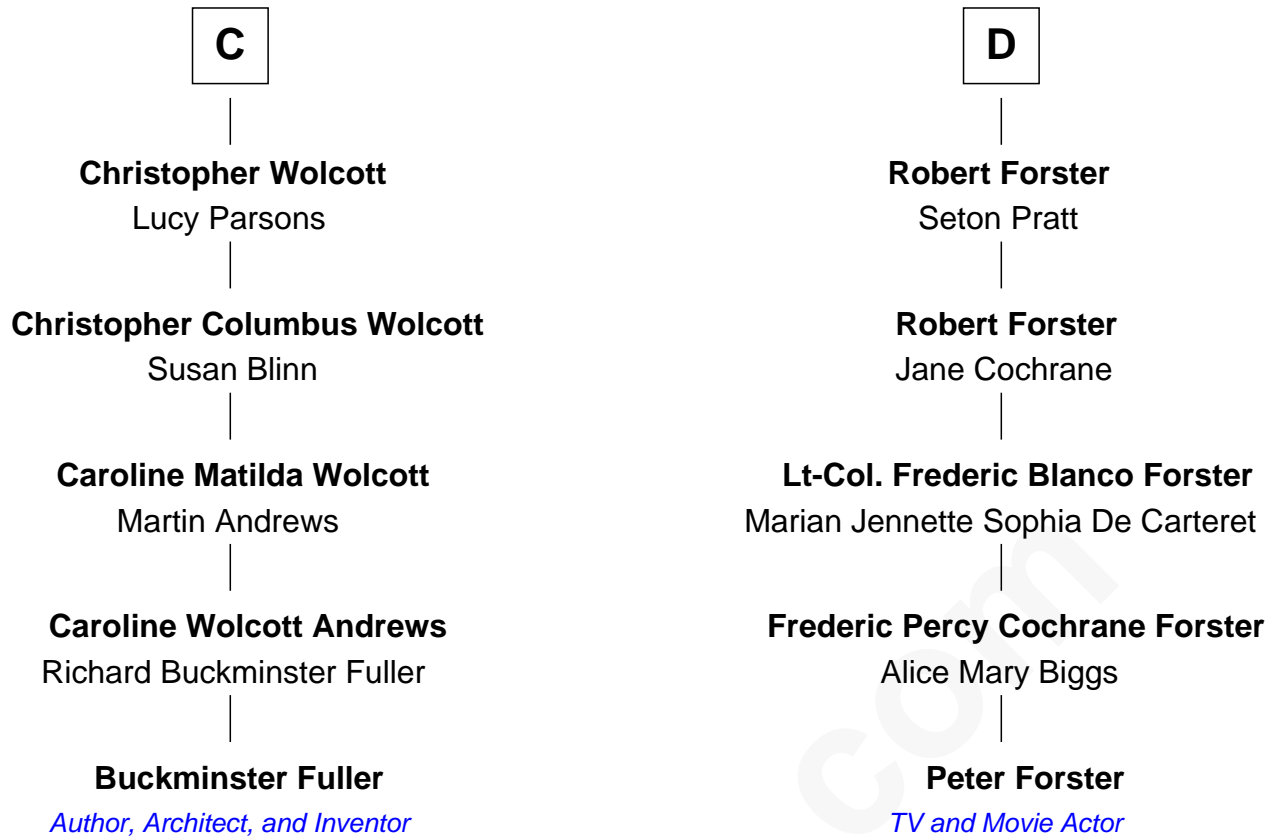 C
Christopher Wolcott
Lucy Parsons
Christopher Columbus Wolcott
Susan Blinn
Caroline Matilda Wolcott
Martin Andrews
Caroline Wolcott Andrews
Richard Buckminster Fuller
Buckminster Fuller
Author, Architect, and Inventor
D
Robert Forster
Seton Pratt
Robert Forster
Jane Cochrane
Lt-Col. Frederic Blanco Forster
Marian Jennette Sophia De Carteret
Frederic Percy Cochrane Forster
Alice Mary Biggs
Peter Forster
TV and Movie Actor
com